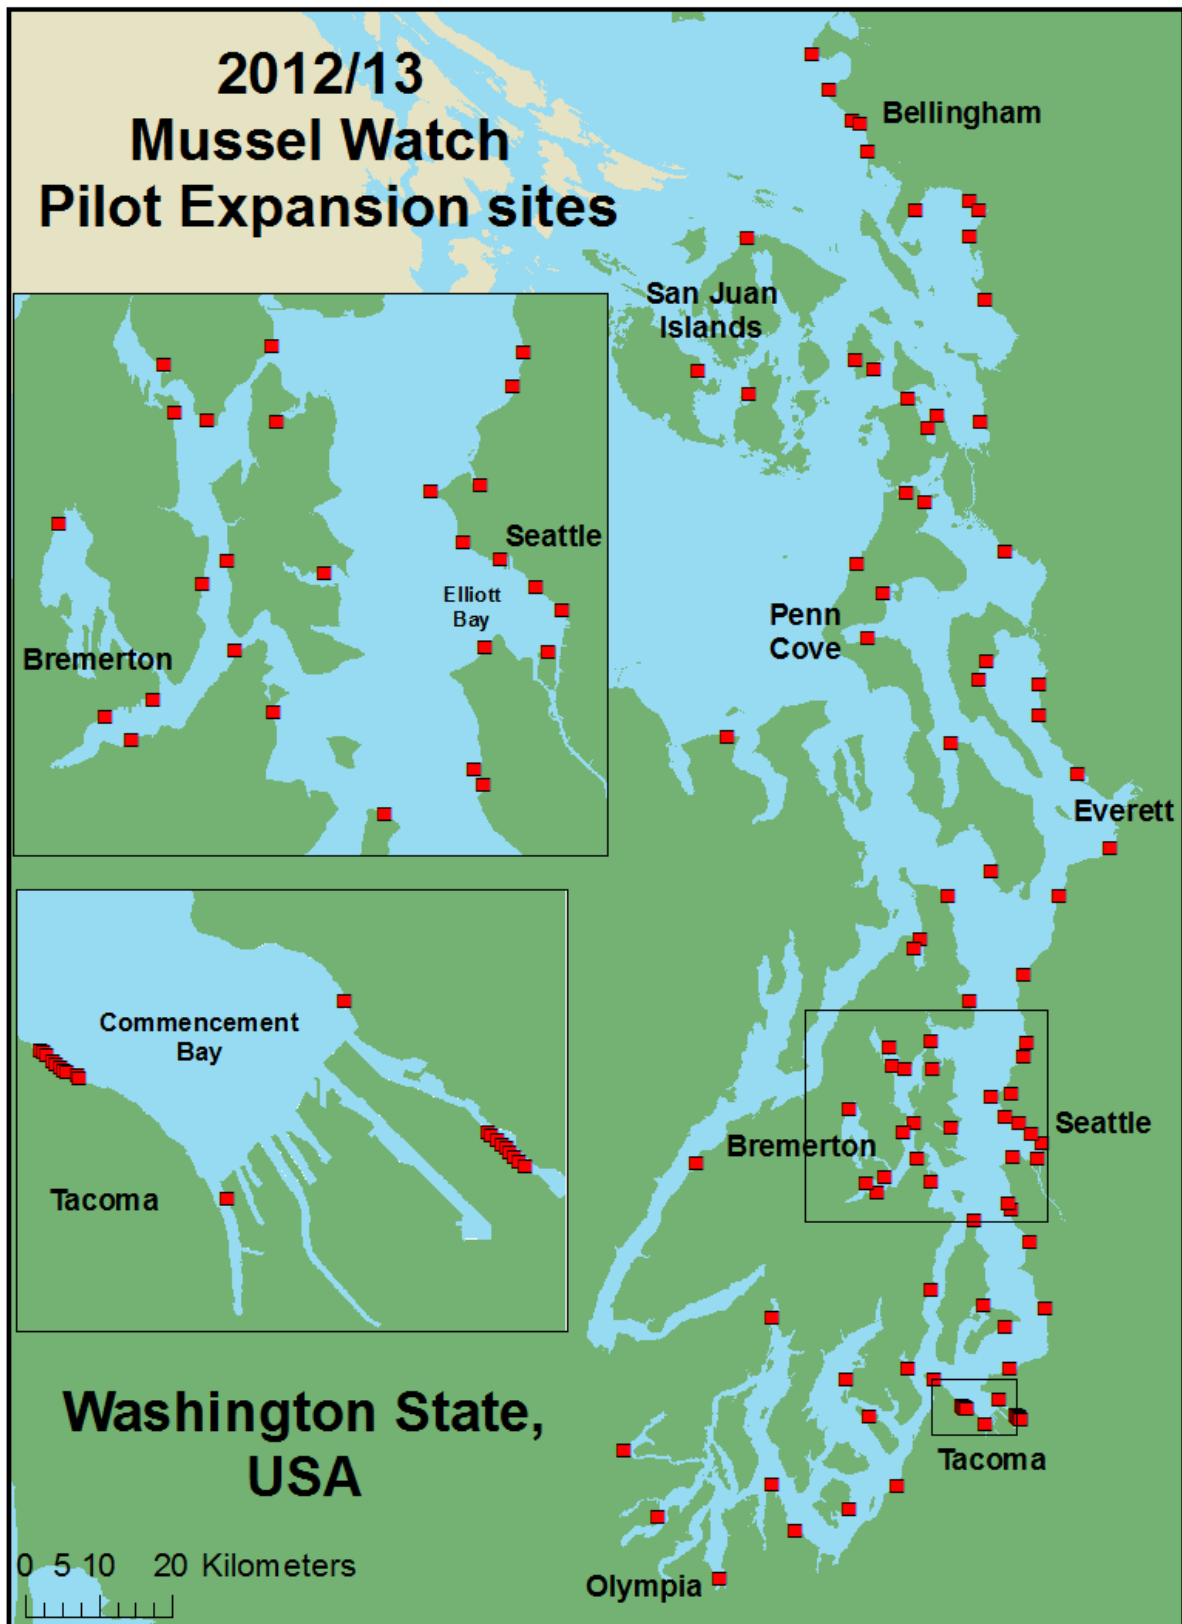 2012/13
Mussel Watch
Pilot Expansion sites
Bellingham
San Juan
Islands
Seattle
Elliott
Bay
Bremerton
Penn
Cove
Everett
Commencement
Bay
Tacoma
Bremerton
Seattle
Washington State,
USA
Tacoma
0 5 10 20 Kilometers
Olympia